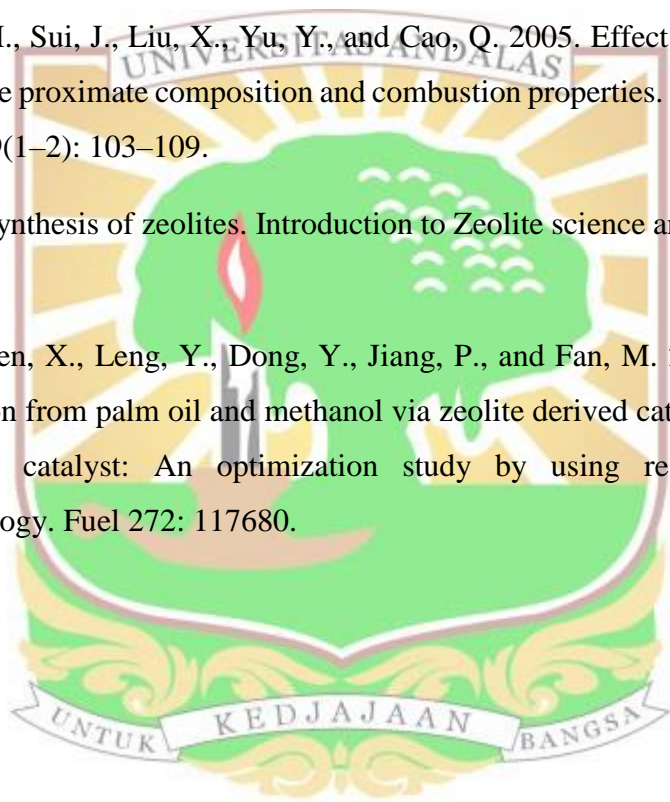 I., Sui, J., Liu, X., Yu, Y., and Cao, Q. 2005. Effect
UNIVERSITAS ANDALAS
e proximate composition and combustion properties.
9(1–2): 103–109.
ynthesis of zeolites. Introduction to Zeolite science a
en, X., Leng, Y., Dong, Y., Jiang, P., and Fan, M.
on from palm oil and methanol via zeolite derived cat
catalyst: An optimization study by using re
ogy. Fuel 272: 117680.
UNTUK KEDJAJAAN BANGSA